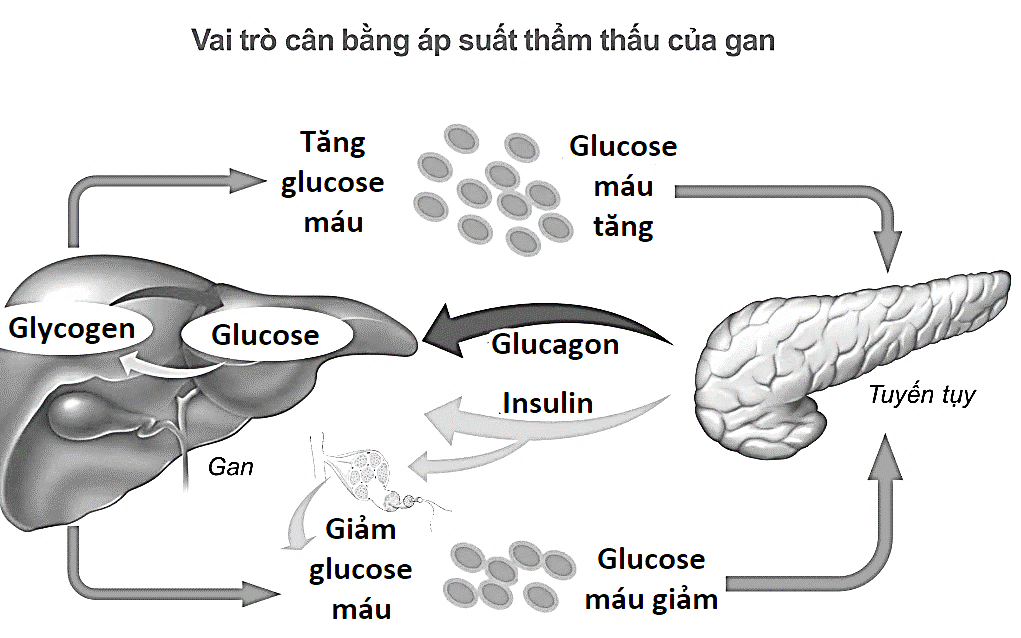 Vai trò cân bằng áp suất thẩm thấu của gan
Tăng
glucose
máu
Glucose
máu
tăng
Glycogen
Glucose
Glucagon
Insulin
Tuyến tụy
Gan
Giảm
glucose
máu
Glucose
máu giảm